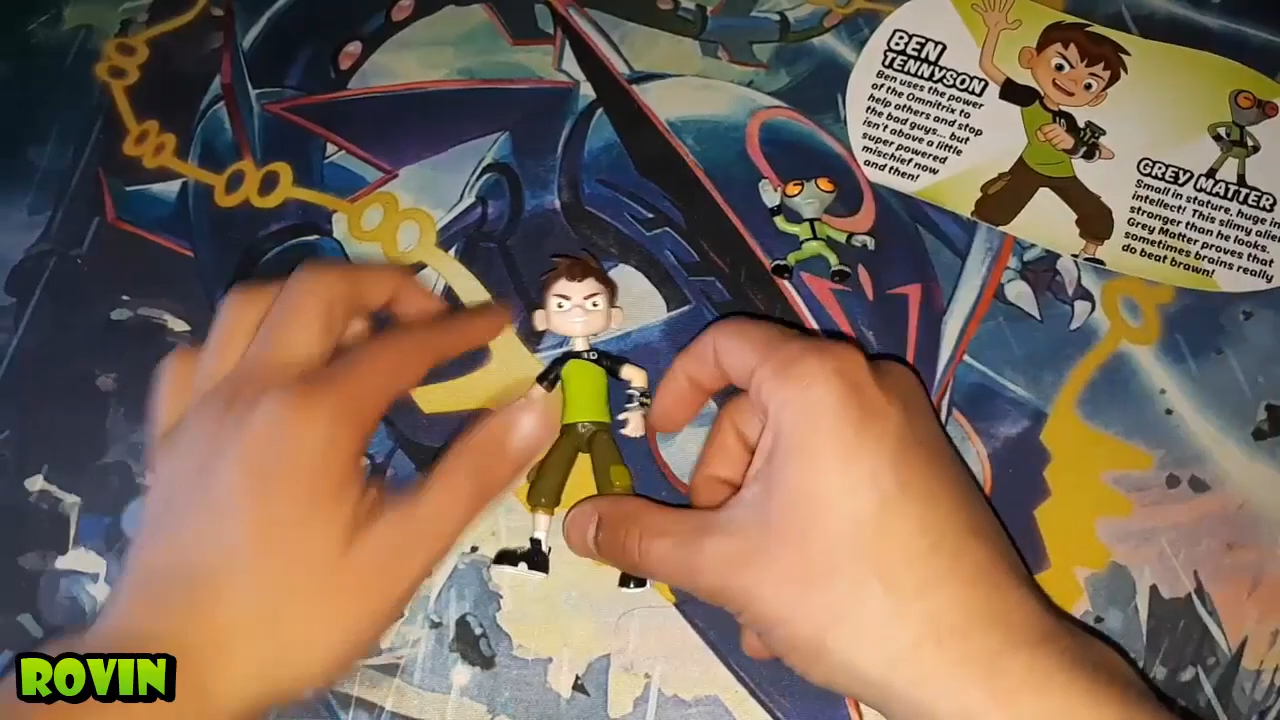 BEN
TENNYSON
Ben uses the power
of the Omnitrix to
help others and stop
the bad guys... but
isn't above a little
super powered
mischief now
and then!
GREY MATTER
Small in stature, huge in
intellect! This slimy alien
stronger than he looks.
Grey Matter proves that
sometimes brains really
do beat brawn!
ROVIN